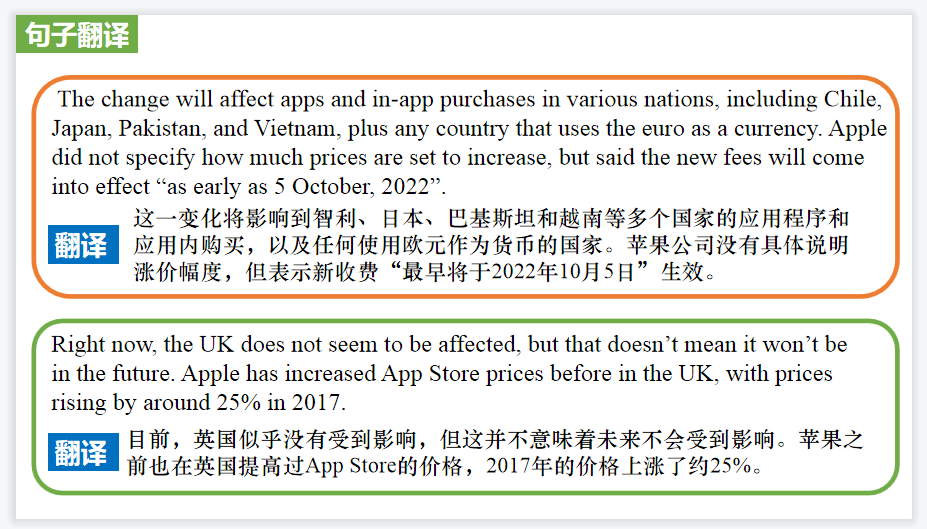 句子翻译
The change will affect apps and in-app purchases in various nations, including Chile,
Japan, Pakistan, and Vietnam, plus any country that uses the euro as a currency. Apple
did not specify how much prices are set to increase, but said the new fees will come
into effect “as early as 5 October, 2022”.
翻译
这一变化将影响到智利、日本、巴基斯坦和越南等多个国家的应用程序和
应用内购买，以及任何使用欧元作为货币的国家。苹果公司没有具体说明
涨价幅度，但表示新收费“最早将于2022年10月5日”生效。
Right now, the UK does not seem to be affected, but that doesn’t mean it won’t be
in the future. Apple has increased App Store prices before in the UK, with prices
rising by around 25% in 2017.
翻译
目前，英国似乎没有受到影响，但这并不意味着未来不会受到影响。苹果之
前也在英国提高过App Store的价格，2017年的价格上涨了约25%。